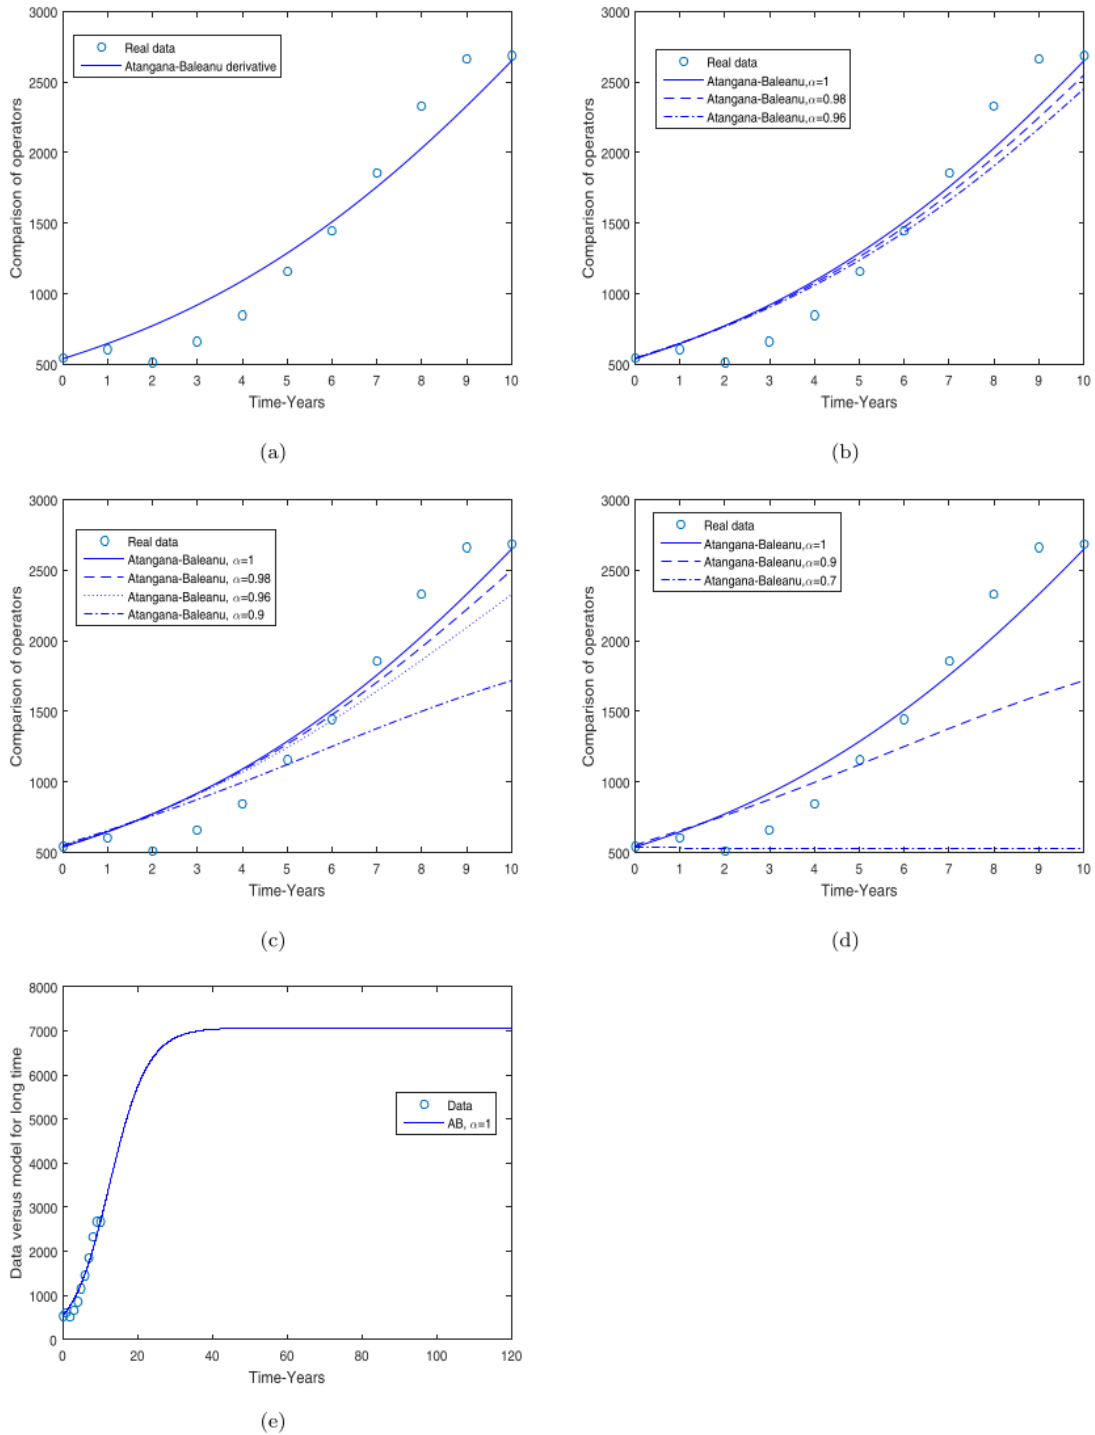 3000
2500
2000
1500
1000
500
Comparison of operators
Real data
Atangana-Baleanu derivative
0 1 2 3 4 5 6 7 8 9 10
Time-Years
(a)
3000
2500
2000
1500
1000
500
Comparison of operators
Real data
Atangana-Baleanu,α=1
Atangana-Baleanu,α=0.98
Atangana-Baleanu,α=0.96
0 1 2 3 4 5 6 7 8 9 10
Time-Years
(b)
3000
2500
2000
1500
1000
500
Comparison of operators
Real data
Atangana-Baleanu, α=1
Atangana-Baleanu, α=0.98
Atangana-Baleanu, α=0.96
Atangana-Baleanu, α=0.9
0 1 2 3 4 5 6 7 8 9 10
Time-Years
(c)
3000
2500
2000
1500
1000
500
Comparison of operators
Real data
Atangana-Baleanu,α=1
Atangana-Baleanu,α=0.9
Atangana-Baleanu,α=0.7
0 1 2 3 4 5 6 7 8 9 10
Time-Years
(d)
8000
7000
6000
5000
4000
3000
2000
1000
0
Data versus model for long time
Data
AB, α=1
0 20 40 60 80 100 120
Time-Years
(e)